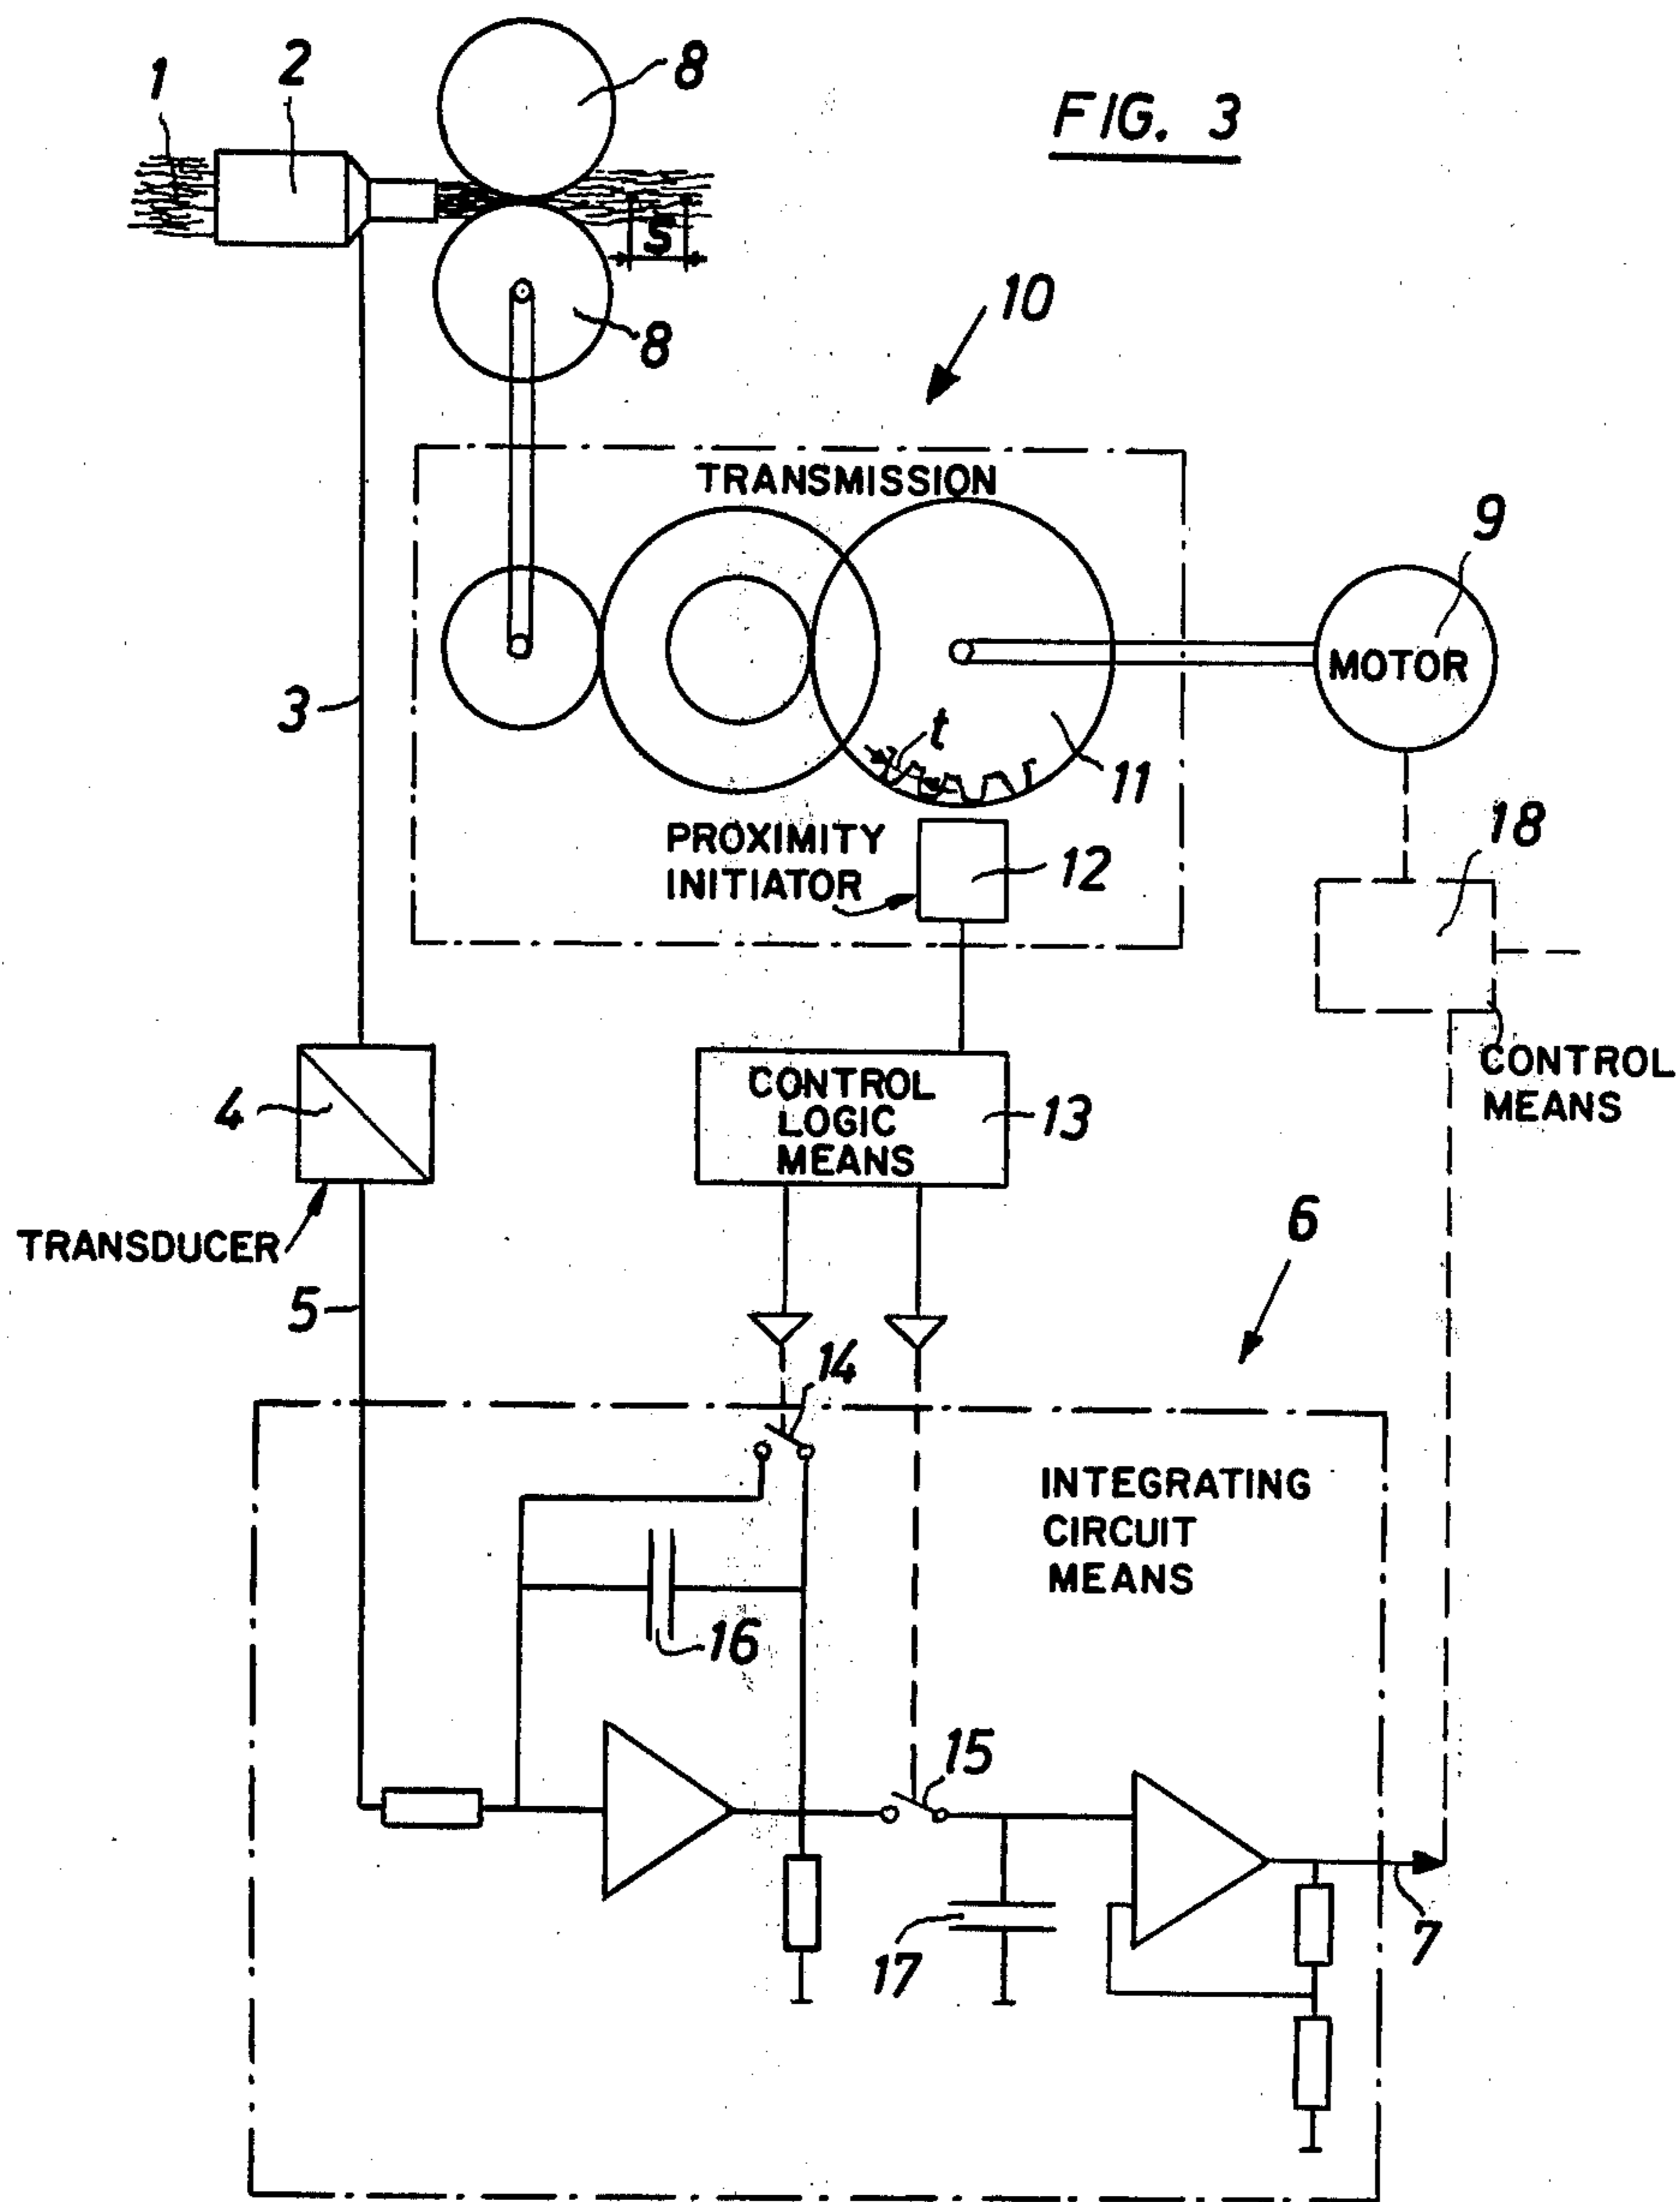 FIG. 3
1
2
8
S
8
10
TRANSMISSION
9
MOTOR
3
t
11
PROXIMITY
INITIATOR
12
18
CONTROL
MEANS
4
CONTROL
LOGIC
MEANS
13
TRANSDUCER
6
5
14
INTEGRATING
CIRCUIT
MEANS
16
15
17
7